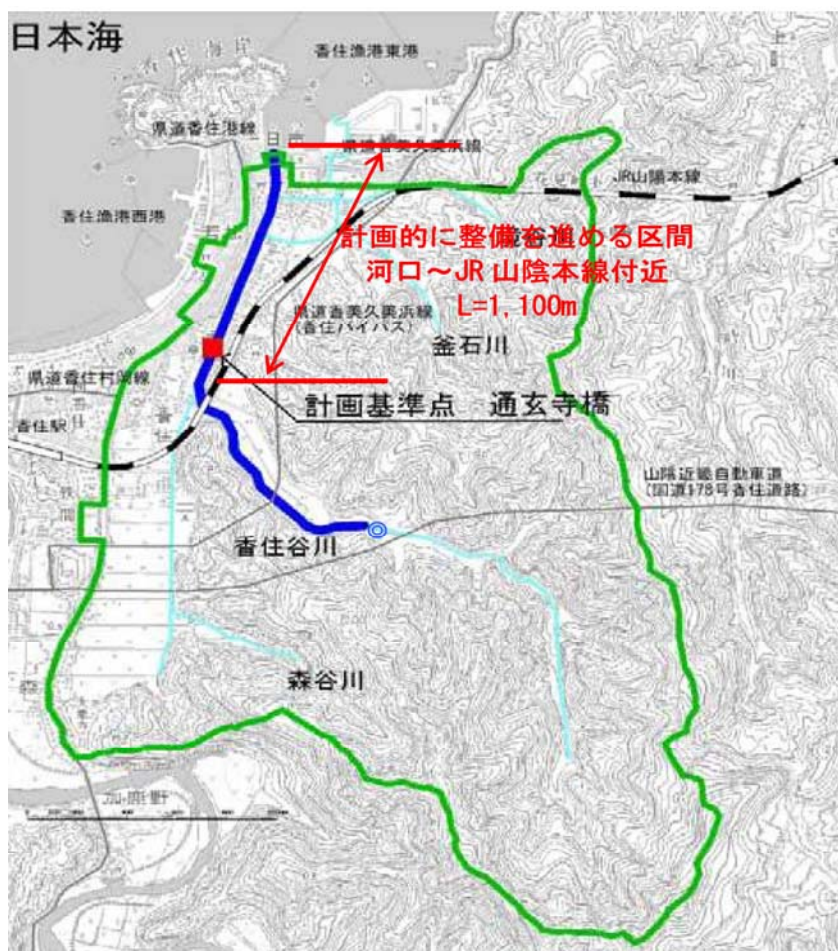 日本海
香住漁港東港
県道香住港線
県道香美久美浜線
JR山陰本線
香住漁港西港
計画的に整備を進める区間
河口~JR山陰本線付近
L=1,100m
県道香美久美浜線
(香住バイパス)
釜石川
県道香住村岡線
計画基準点 通玄寺橋
香住駅
山陰近畿自動車道
(国道178号香住道路)
香住谷川
森谷川
森